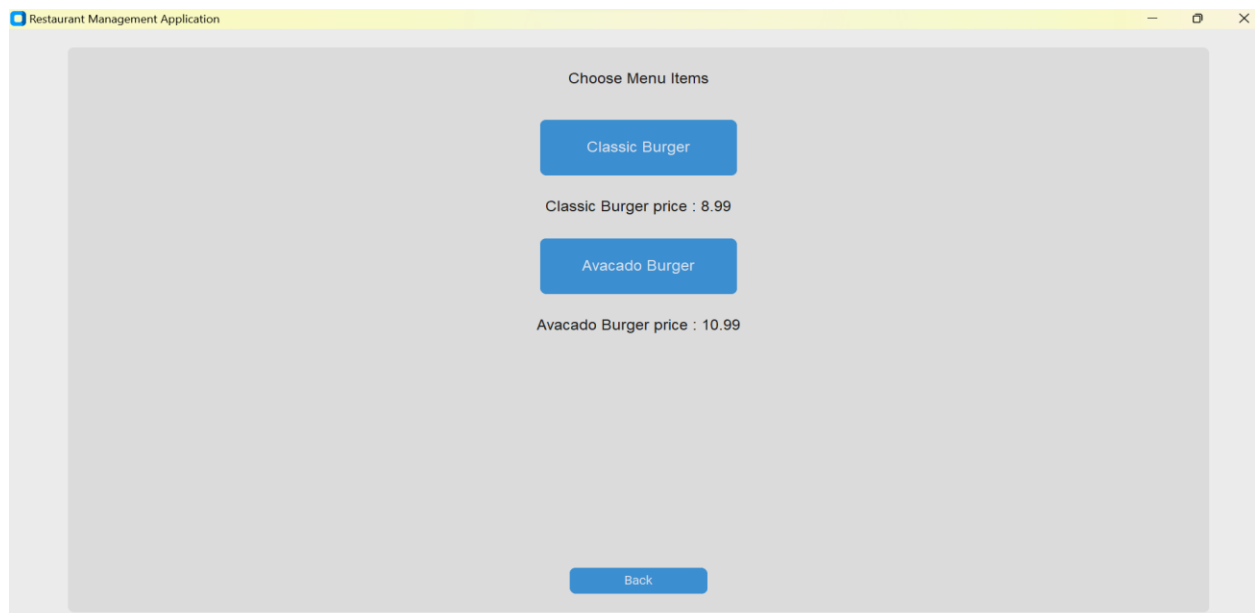 Restaurant Management Application
Choose Menu Items
Classic Burger
Classic Burger price : 8.99
Avacado Burger
Avacado Burger price : 10.99
Back